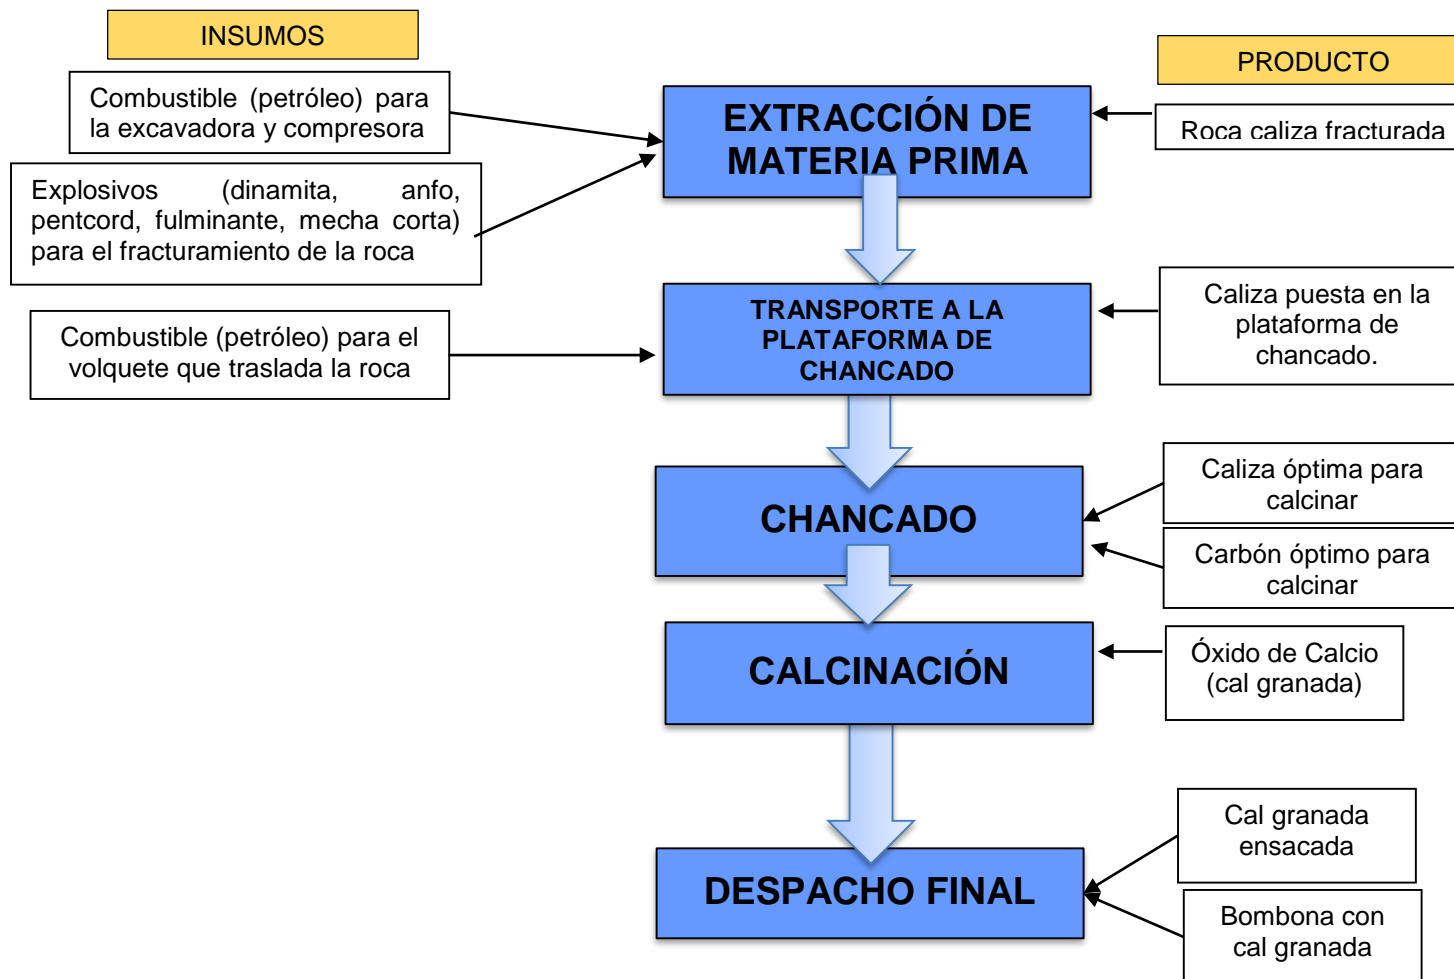 INSUMOS
PRODUCTO
Combustible (petróleo) para
la excavadora y compresora
EXTRACCIÓN DE
MATERIA PRIMA
Roca caliza fracturada
Explosivos (dinamita, anfo,
pentcord, fulminante, mecha corta)
para el fracturamiento de la roca
Combustible (petróleo) para el
volquete que traslada la roca
TRANSPORTE A LA
PLATAFORMA DE
CHANCADO
Caliza puesta en la
plataforma de
chancado.
CHANCADO
Caliza óptima para
calcinar
Carbón óptimo para
calcinar
CALCINACIÓN
Óxido de Calcio
(cal granada)
DESPACHO FINAL
Cal granada
ensacada
Bombona con
cal granada